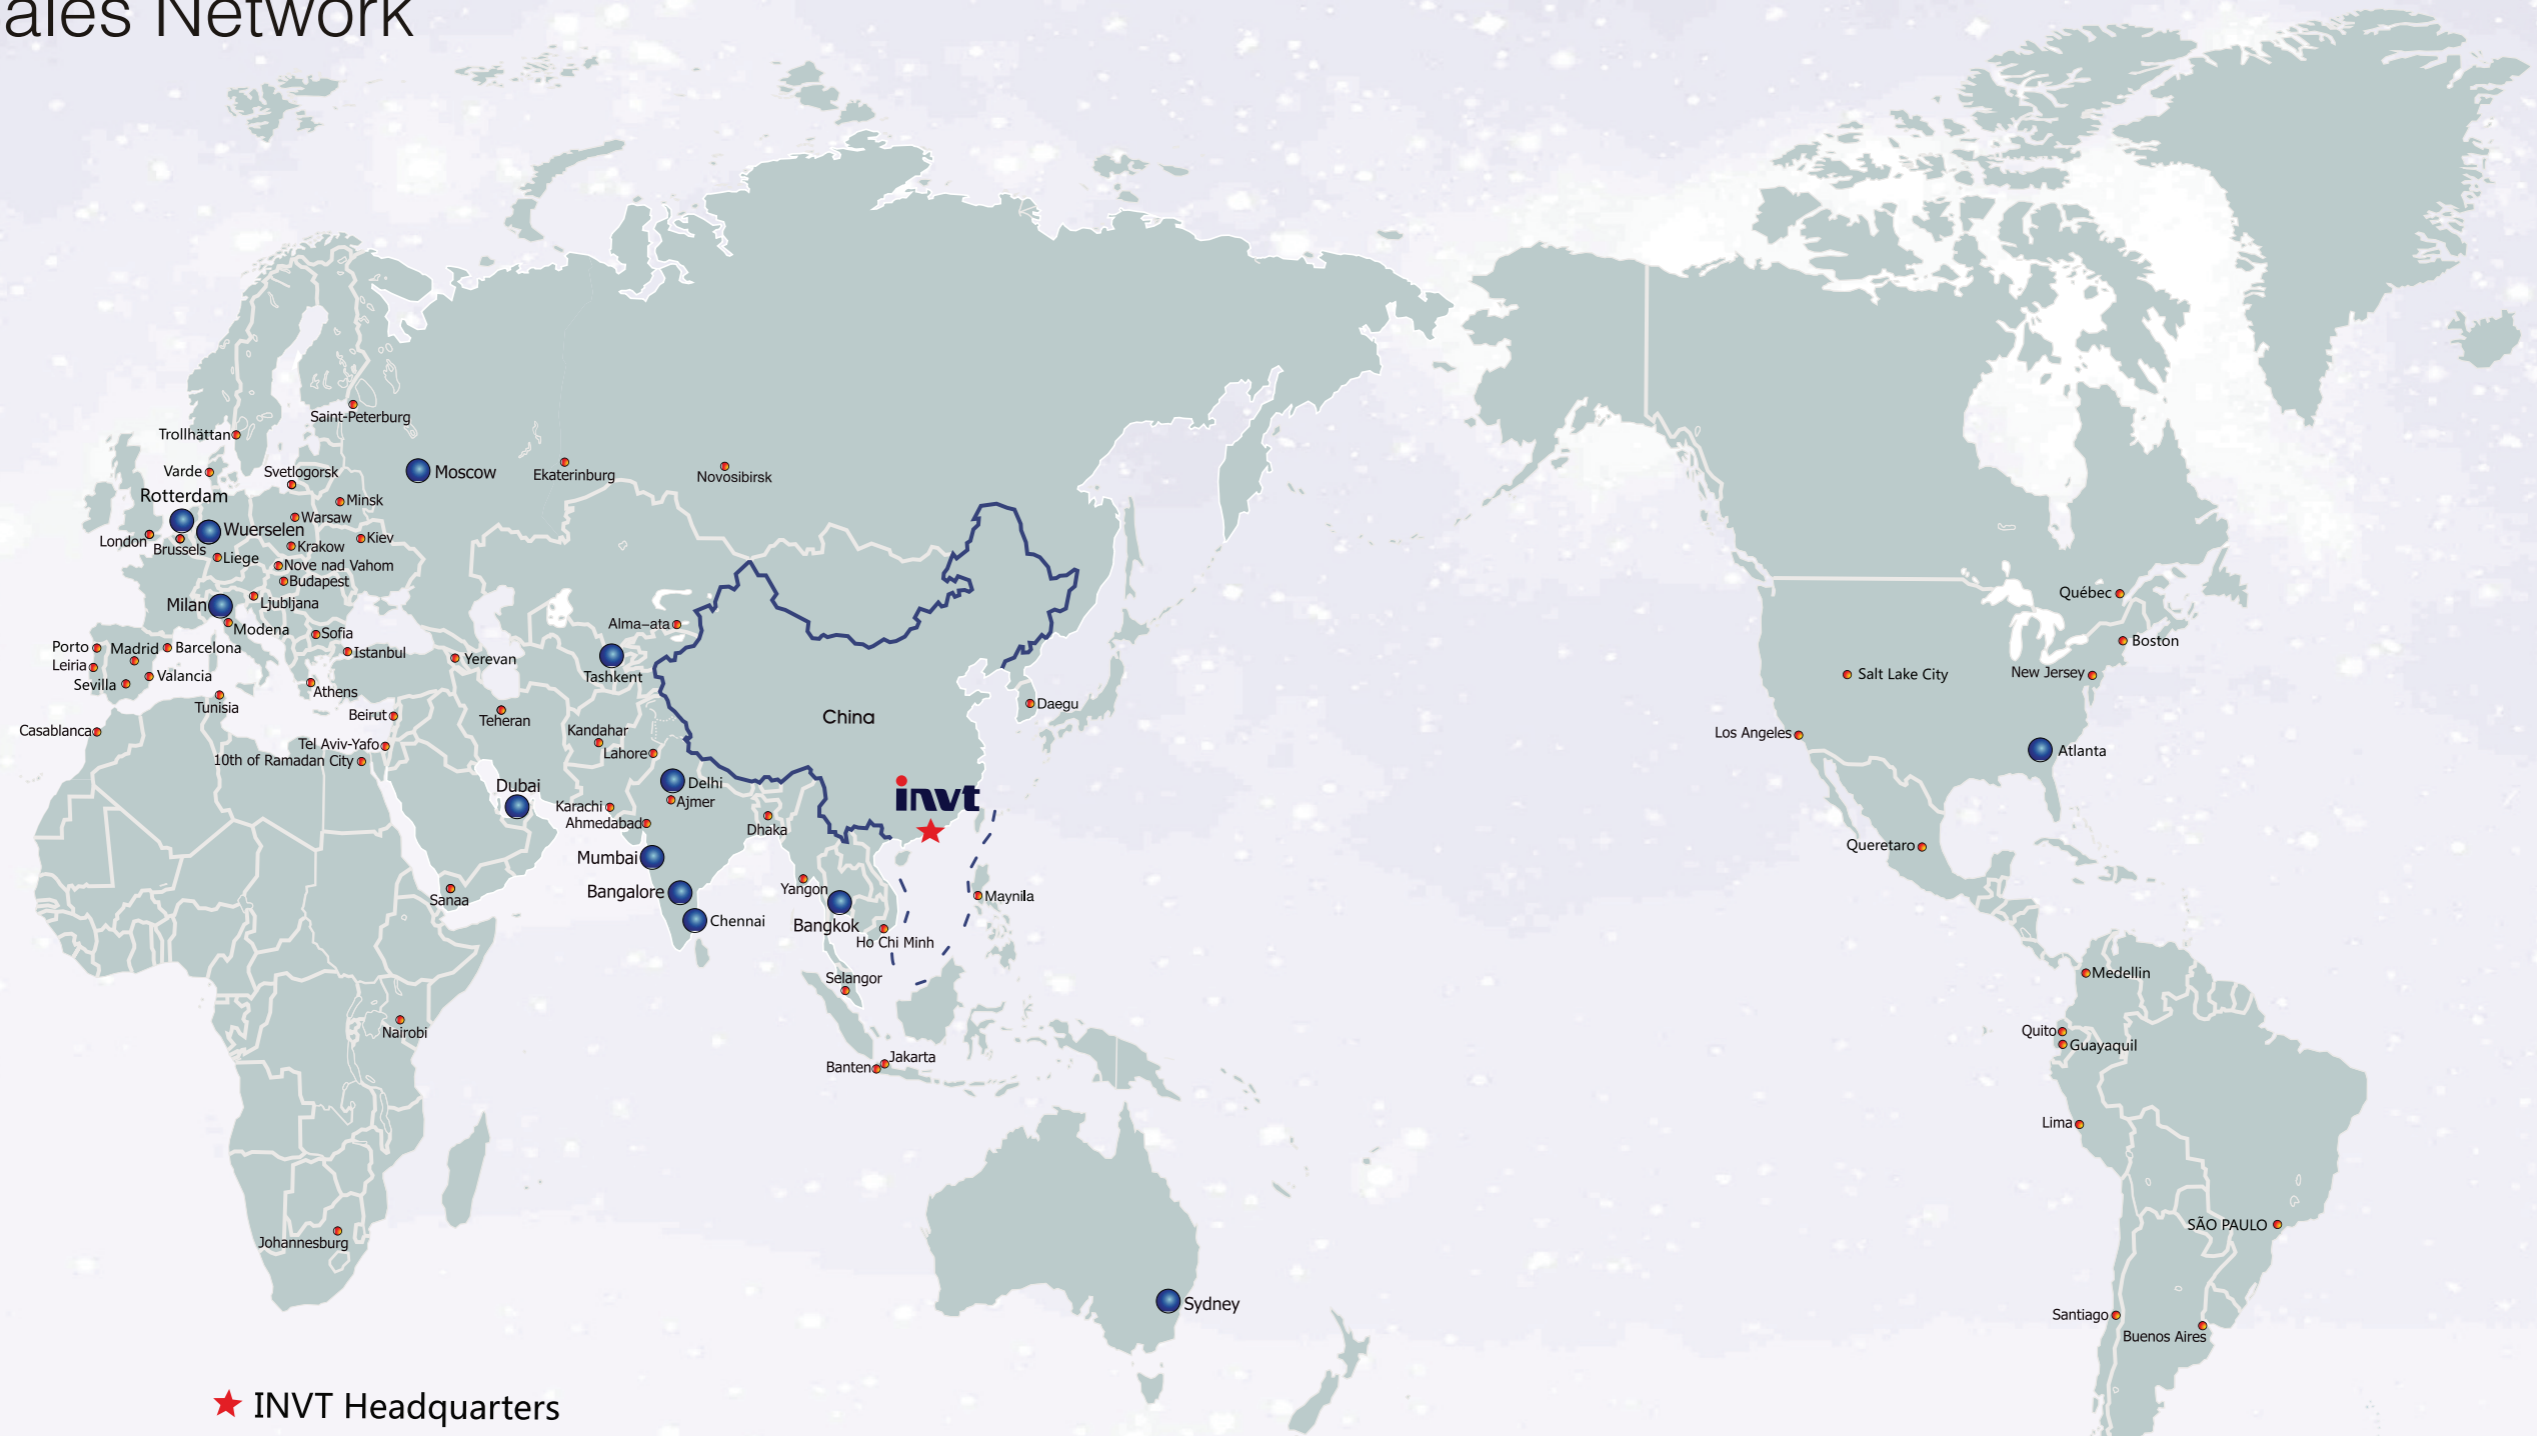 ales Network
Saint-Peterburg
Trollhättan
Varde
Svetlogorsk
Moscow
Ekaterinburg
Novosibirsk
Rotterdam
Minsk
Warsaw
Wuerselen
London
Brussels
Krakow
Kiev
Liege
Nove nad Vahom
Budapest
Milan
Ljubljana
Modena
Sofia
Porto
Madrid
Barcelona
Istanbul
Leiria
Sevilla
Valancia
Athens
Tunisia
Casablanca
Yerevan
Alma-ata
Tashkent
Beirut
Teheran
Tel Aviv-Yafo
10th of Ramadan City
Kandahar
Lahore
China
Daegu
Dubai
Delhi
Ajmer
Karachi
Ahmedabad
Dhaka
invt
Mumbai
Bangalore
Chennai
Sanaa
Yangon
Bangkok
Ho Chi Minh
Maynila
Selangor
Nairobi
Jakarta
Banten
Johannesburg
Sydney
Québec
Boston
Salt Lake City
New Jersey
Los Angeles
Atlanta
Queretaro
Medellin
Quito
Guayaquil
Lima
SÃO PAULO
Santiago
Buenos Aires
INVT Headquarters